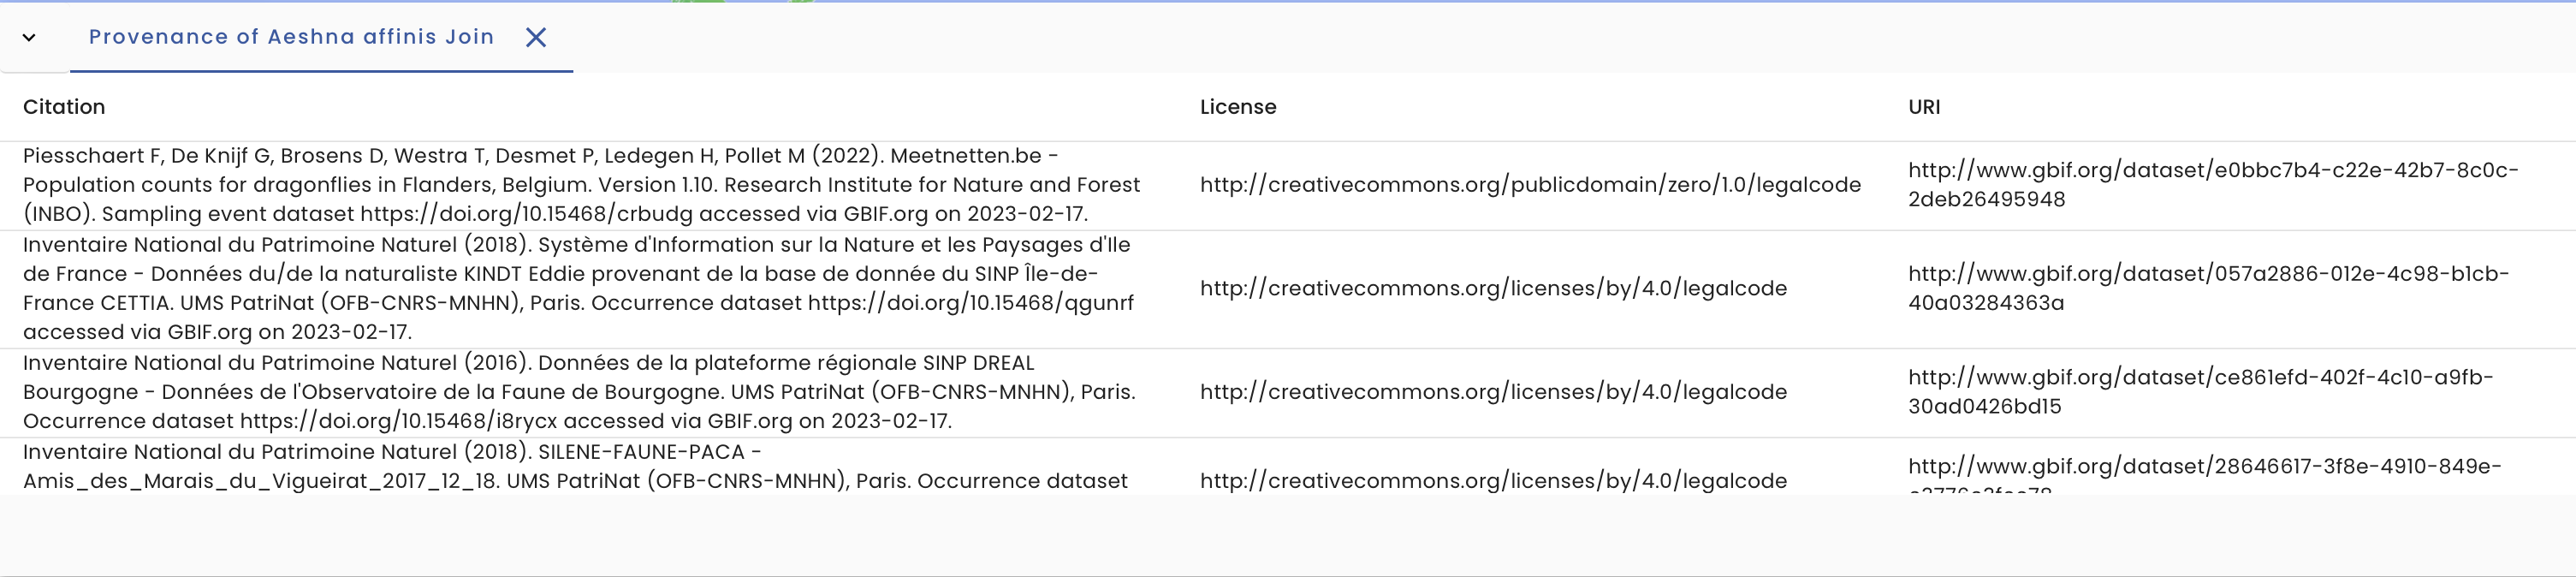 Provenance of Aeshna affinis Join
Citation
License
URI
Piesschaert F, De Knijf G, Brosens D, Westra T, Desmet P, Ledegen H, Pollet M (2022). Meetnetten.be -
Population counts for dragonflies in Flanders, Belgium. Version 1.10. Research Institute for Nature and Forest
(INBO). Sampling event dataset https://doi.org/10.15468/crbudg accessed via GBIF.org on 2023-02-17.
http://creativecommons.org/publicdomain/zero/1.0/legalcode
http://www.gbif.org/dataset/e0bbc7b4-c22e-42b7-8c0c-
2deb26495948
Inventaire National du Patrimoine Naturel (2018). Système d'Information sur la Nature et les Paysages d'Ile
de France - Données du/de la naturaliste KINDT Eddie provenant de la base de donnée du SINP Île-de-
France CETTIA. UMS PatriNat (OFB-CNRS-MNHN), Paris. Occurrence dataset https://doi.org/10.15468/qgunrf
accessed via GBIF.org on 2023-02-17.
http://creativecommons.org/licenses/by/4.0/legalcode
http://www.gbif.org/dataset/057a2886-012e-4c98-b1cb-
40a03284363a
Inventaire National du Patrimoine Naturel (2016). Données de la plateforme régionale SINP DREAL
Bourgogne - Données de l'Observatoire de la Faune de Bourgogne. UMS PatriNat (OFB-CNRS-MNHN), Paris.
Occurrence dataset https://doi.org/10.15468/i8rycx accessed via GBIF.org on 2023-02-17.
http://creativecommons.org/licenses/by/4.0/legalcode
http://www.gbif.org/dataset/ce861efd-402f-4c10-a9fb-
30ad0426bd15
Inventaire National du Patrimoine Naturel (2018). SILENE-FAUNE-PACA -
Amis_des_Marais_du_Vigueirat_2017_12_18. UMS PatriNat (OFB-CNRS-MNHN), Paris. Occurrence dataset
http://creativecommons.org/licenses/by/4.0/legalcode
http://www.gbif.org/dataset/28646617-3f8e-4910-849e-